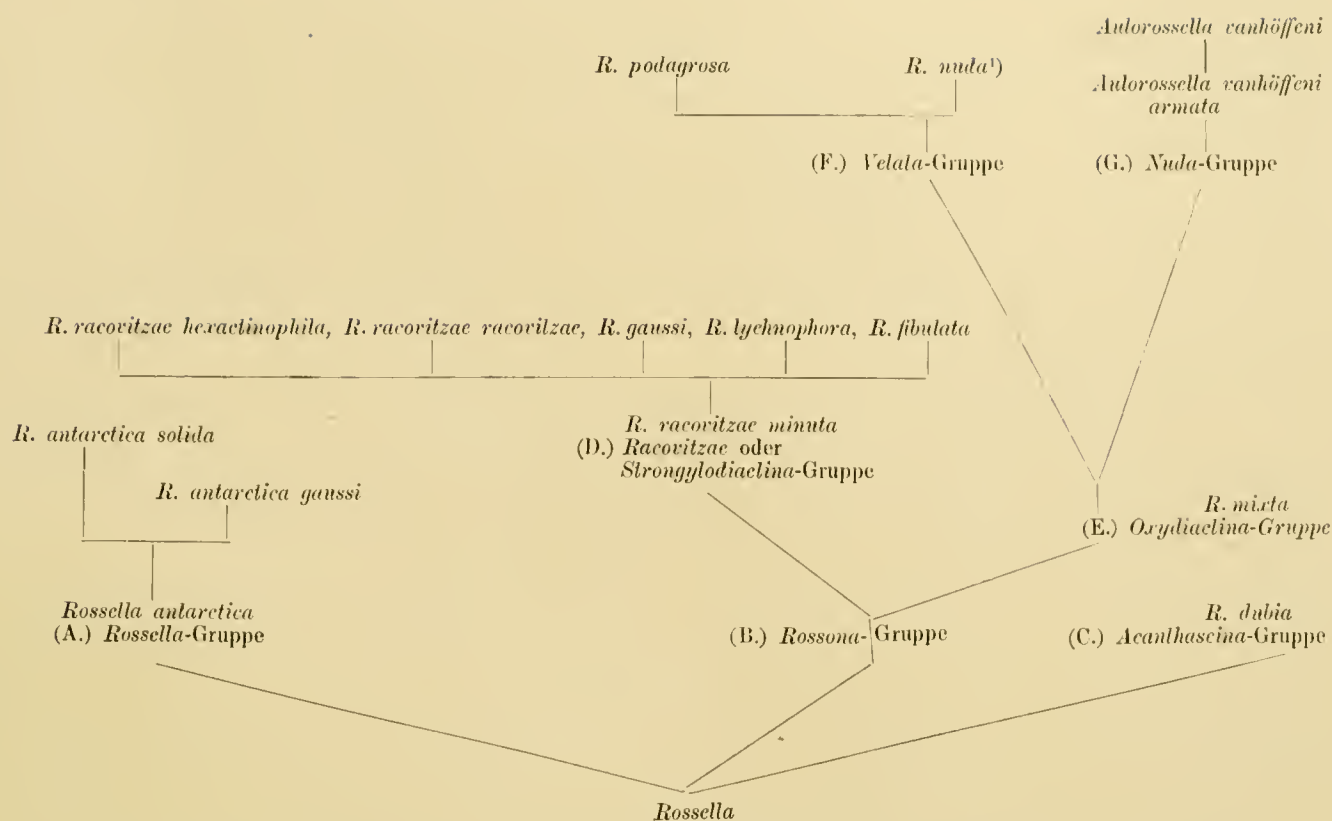 Aulorossella vanhöffeni
R. podagrosa R. nuda¹)
Aulorossella vanhöffeni
armata
(F.) Velata-Gruppe (G.) Nuda-Gruppe
R. racovitzae hexactinophila, R. racovitzae racovitzae, R. gaussi, R. lychnophora, R. fibulata
R. antarctica solida R. racovitzae minuta
(D.) Racovitzae oder
Strongylodiactina-Gruppe
R. antarctica gaussi
R. mixta
(E.) Oxydiactina-Gruppe
Rossella antarctica R. dubia
(A.) Rossella-Gruppe (B.) Rossona-Gruppe (C.) Acanthascina-Gruppe
Rossella